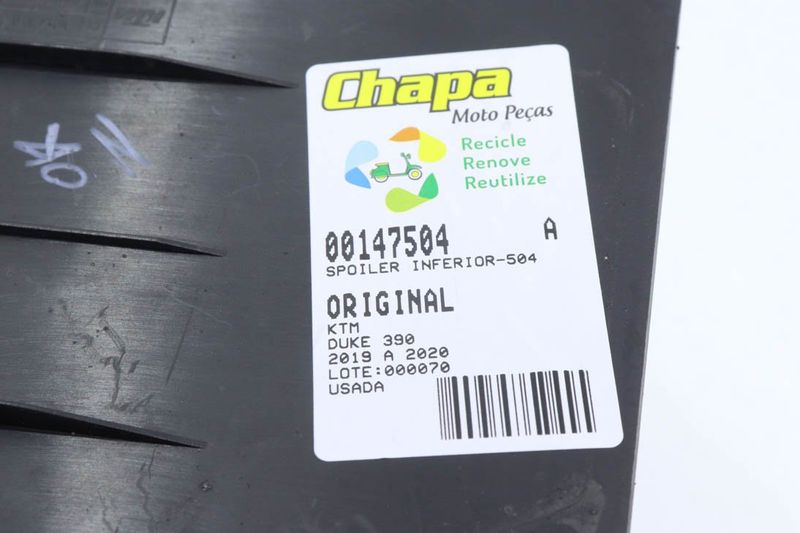 Chapa
Moto Peças
Recicle
Renove
Reutilize
00147504 A
SPOILER INFERIOR-504
ORIGINAL
KTM
DUKE 390
2019 A 2020
LOTE:000070
USADA